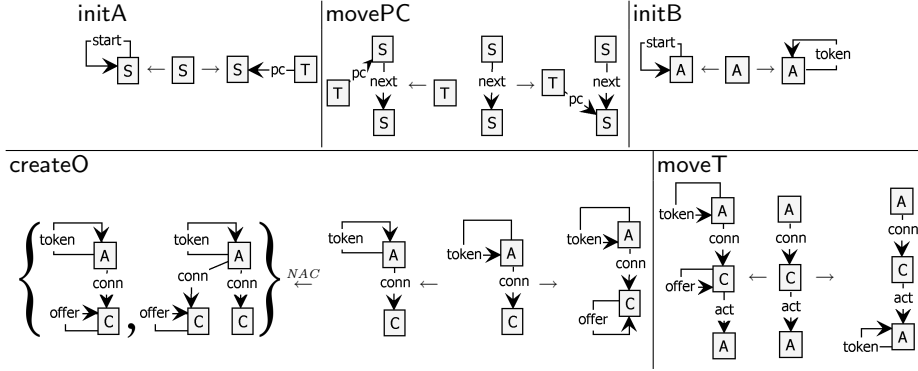 initA
start
S ← S → S pc T
movePC
S S S
pc next next next
T ← T → T
pc
S S S
initB
start token
A ← A → A
createO
{ token token } NAC ← token ← token → token
A A A A A
conn conn conn conn conn conn
offer C , offer C C C C offer C
moveT
token A A A
conn conn conn
offer C ← C → C
act act act
A A token A